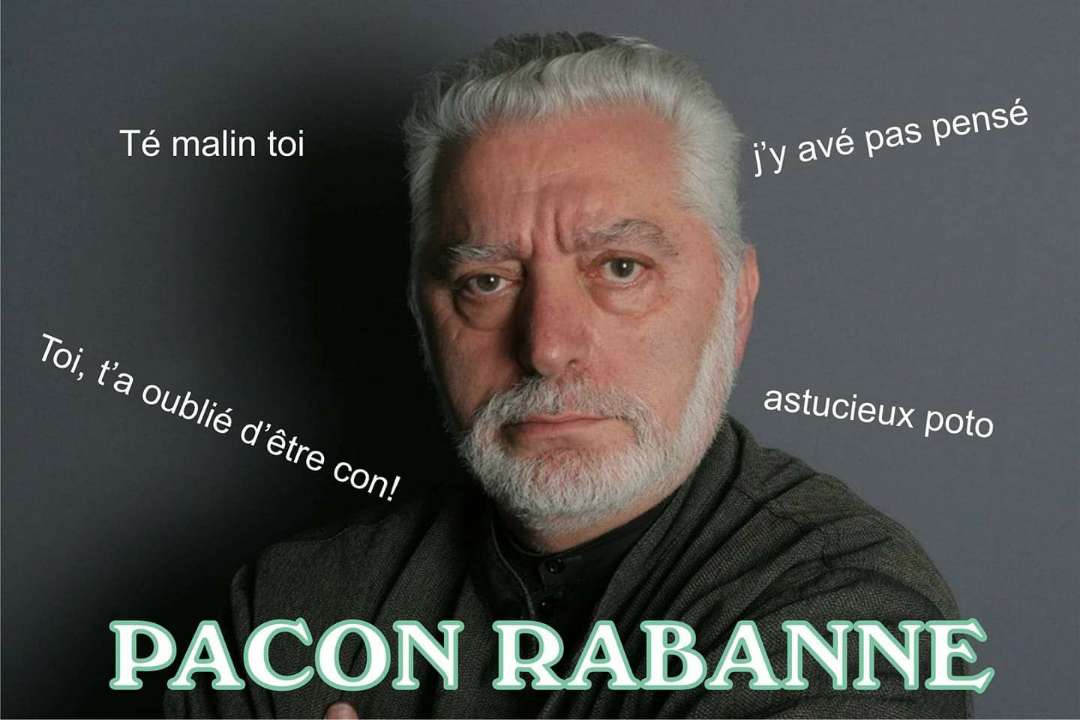 Té malin toi
j'y avé pas pensé
Toi, t'a oublié d'être con!
astucieux poto
PACON RABANNE